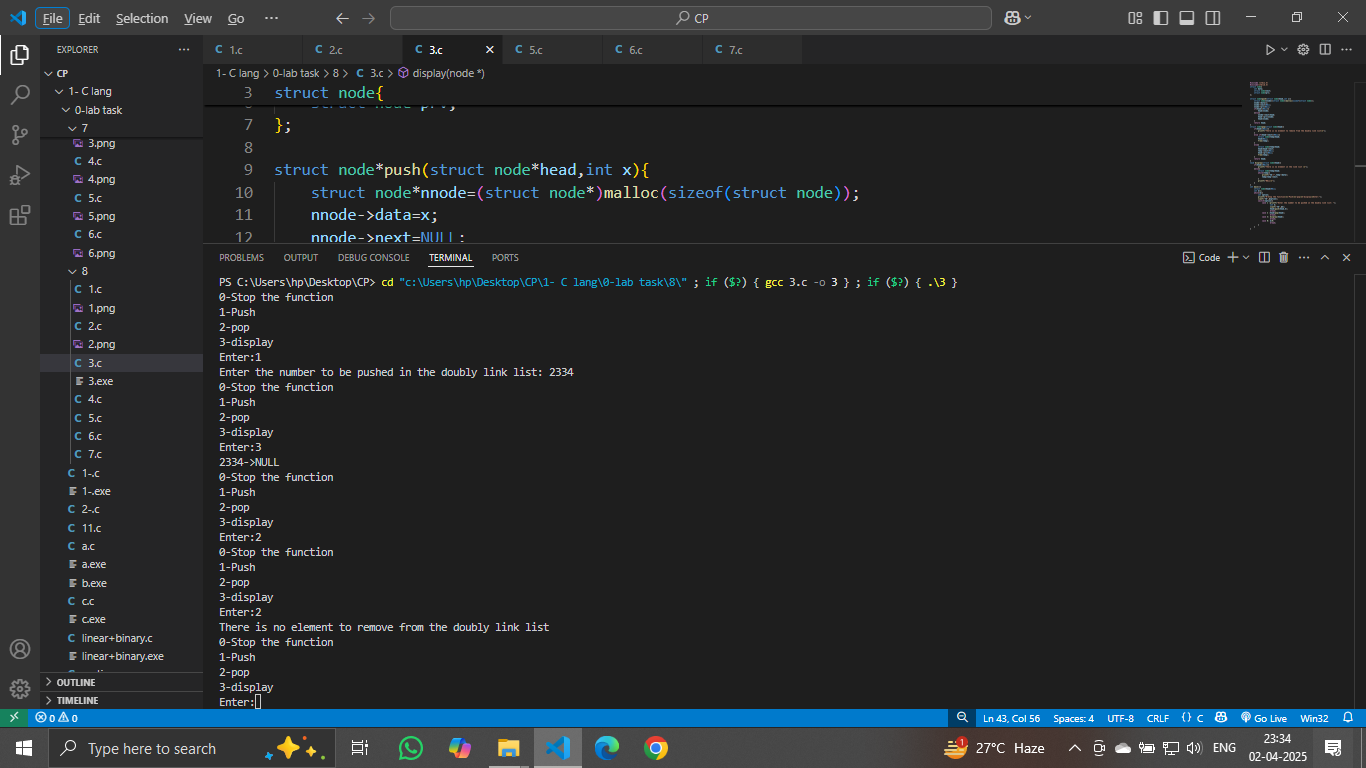 File Edit Selection View Go ··· CP
EXPLORER ···
CP
1- C lang
0-lab task
7
3.png
C 4.c
4.png
C 5.c
5.png
C 6.c
6.png
8
C 1.c
1.png
C 2.c
2.png
C 3.c
3.exe
C 4.c
C 5.c
C 6.c
C 7.c
C 1-.c
1-.exe
C 2-.c
C 11.c
C a.c
a.exe
b.exe
C c.c
c.exe
C linear+binary.c
linear+binary.exe
OUTLINE
TIMELINE
C 1.c C 2.c C 3.c C 5.c C 6.c C 7.c
1- C lang > 0-lab task > 8 > C 3.c > display(node *)
3 struct node{
7 };
8
9 struct node*push(struct node*head,int x){
10 struct node*nnode=(struct node*)malloc(sizeof(struct node));
11 nnode->data=x;
12 nnode->next=NULL;
PROBLEMS OUTPUT DEBUG CONSOLE TERMINAL PORTS Code
PS C:\Users\hp\Desktop\CP> cd "c:\Users\hp\Desktop\CP\1- C lang\0-lab task\8\" ; if ($?) { gcc 3.c -o 3 } ; if ($?) { .\3 }
0-Stop the function
1-Push
2-pop
3-display
Enter:1
Enter the number to be pushed in the doubly link list: 2334
0-Stop the function
1-Push
2-pop
3-display
Enter:3
2334->NULL
0-Stop the function
1-Push
2-pop
3-display
Enter:2
0-Stop the function
1-Push
2-pop
3-display
Enter:2
There is no element to remove from the doubly link list
0-Stop the function
1-Push
2-pop
3-display
Enter:
0 0 Ln 43, Col 56 Spaces: 4 UTF-8 CRLF {} C Go Live Win32
Type here to search 1 27°C Haze ENG 23:34
02-04-2025